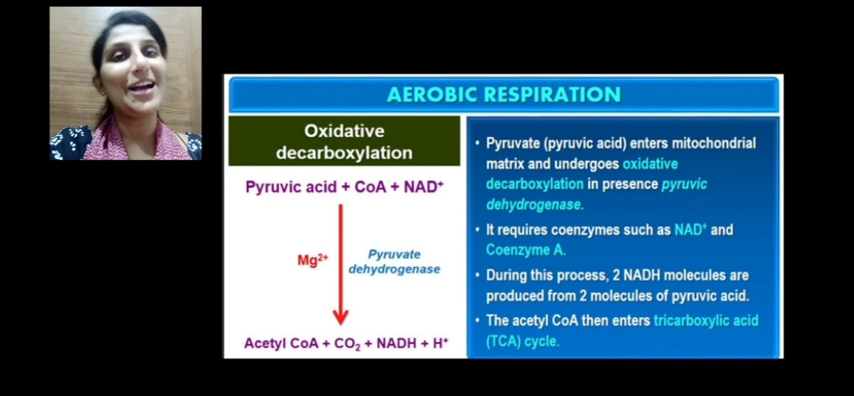 AEROBIC RESPIRATION
Oxidative
decarboxylation
Pyruvic acid + CoA + NAD⁺
Mg²⁺
Pyruvate
dehydrogenase
Acetyl CoA + CO₂ + NADH + H⁺
• Pyruvate (pyruvic acid) enters mitochondrial
matrix and undergoes oxidative
decarboxylation in presence pyruvic
dehydrogenase.
• It requires coenzymes such as NAD⁺ and
Coenzyme A.
• During this process, 2 NADH molecules are
produced from 2 molecules of pyruvic acid.
• The acetyl CoA then enters tricarboxylic acid
(TCA) cycle.